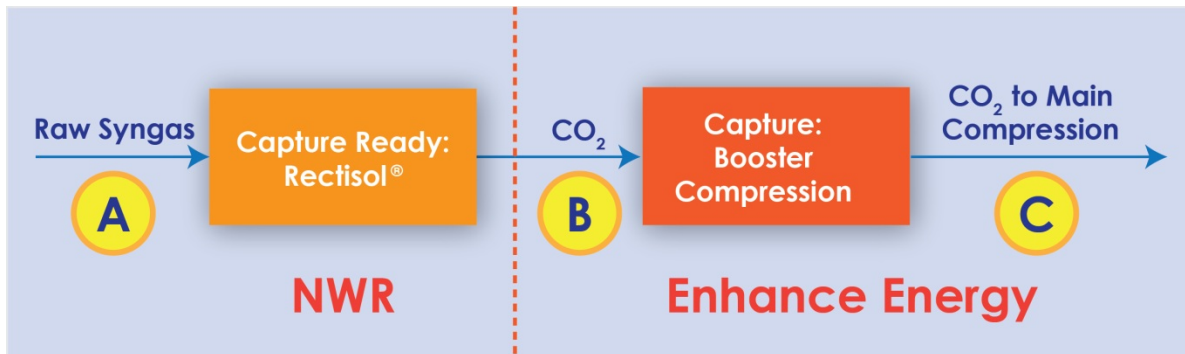 Raw Syngas
A
Capture Ready:
Rectisol®
NWR
CO₂
B
Capture:
Booster
Compression
CO₂ to Main
Compression
C
Enhance Energy